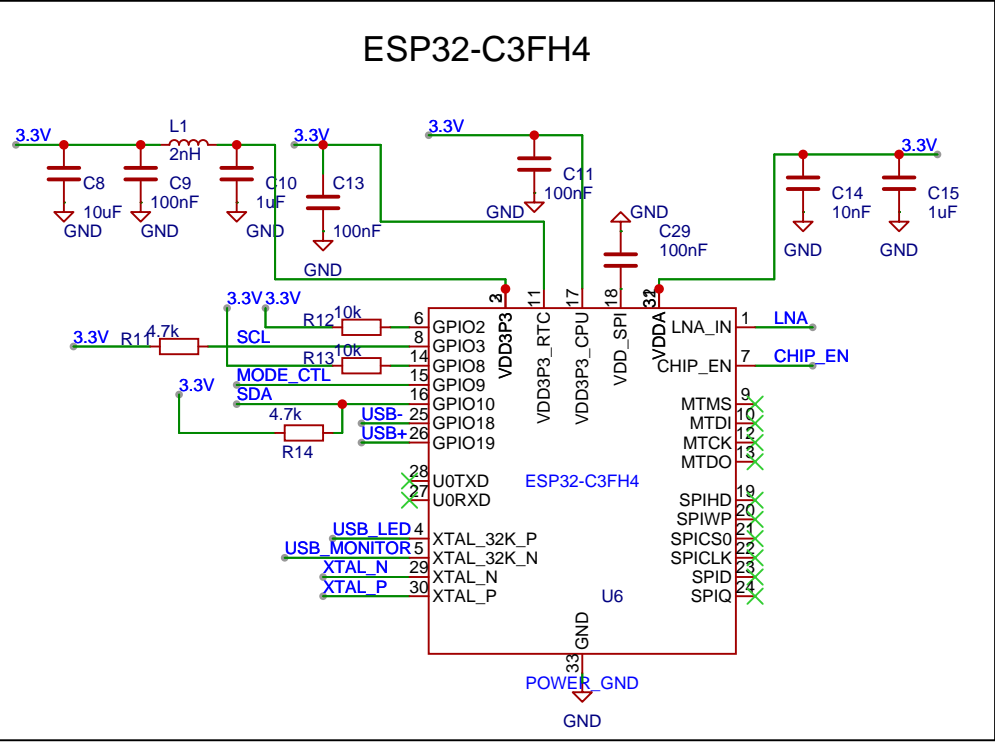 ESP32-C3FH4
3.3V
L1
2nH
3.3V
3.3V
3.3V
C8
10uF
GND
C9
100nF
GND
C10
1uF
GND
C13
100nF
GND
C11
100nF
GND
GND
C29
100nF
C14
10nF
GND
C15
1uF
GND
2
3
VDD3P3
11
VDD3P3_RTC
17
VDD3P3_CPU
18
VDD_SPI
31
32
VDDA
3.3V
3.3V
R12
10k
6
GPIO2
3.3V
R11
4.7k
SCL
8
GPIO3
R13
10k
14
GPIO8
MODE_CTL
15
GPIO9
3.3V
SDA
16
GPIO10
4.7k
R14
USB-
25
GPIO18
USB+
26
GPIO19
28
U0TXD
27
U0RXD
USB_LED
4
XTAL_32K_P
USB_MONITOR
5
XTAL_32K_N
XTAL_N
29
XTAL_N
XTAL_P
30
XTAL_P
LNA_IN
1
LNA
CHIP_EN
7
CHIP_EN
MTMS
9
MTDI
10
MTCK
12
MTDO
13
ESP32-C3FH4
SPIHD
19
SPIWP
20
SPICS0
21
SPICLK
22
SPID
23
SPIQ
24
U6
GND
33
POWER_GND
GND